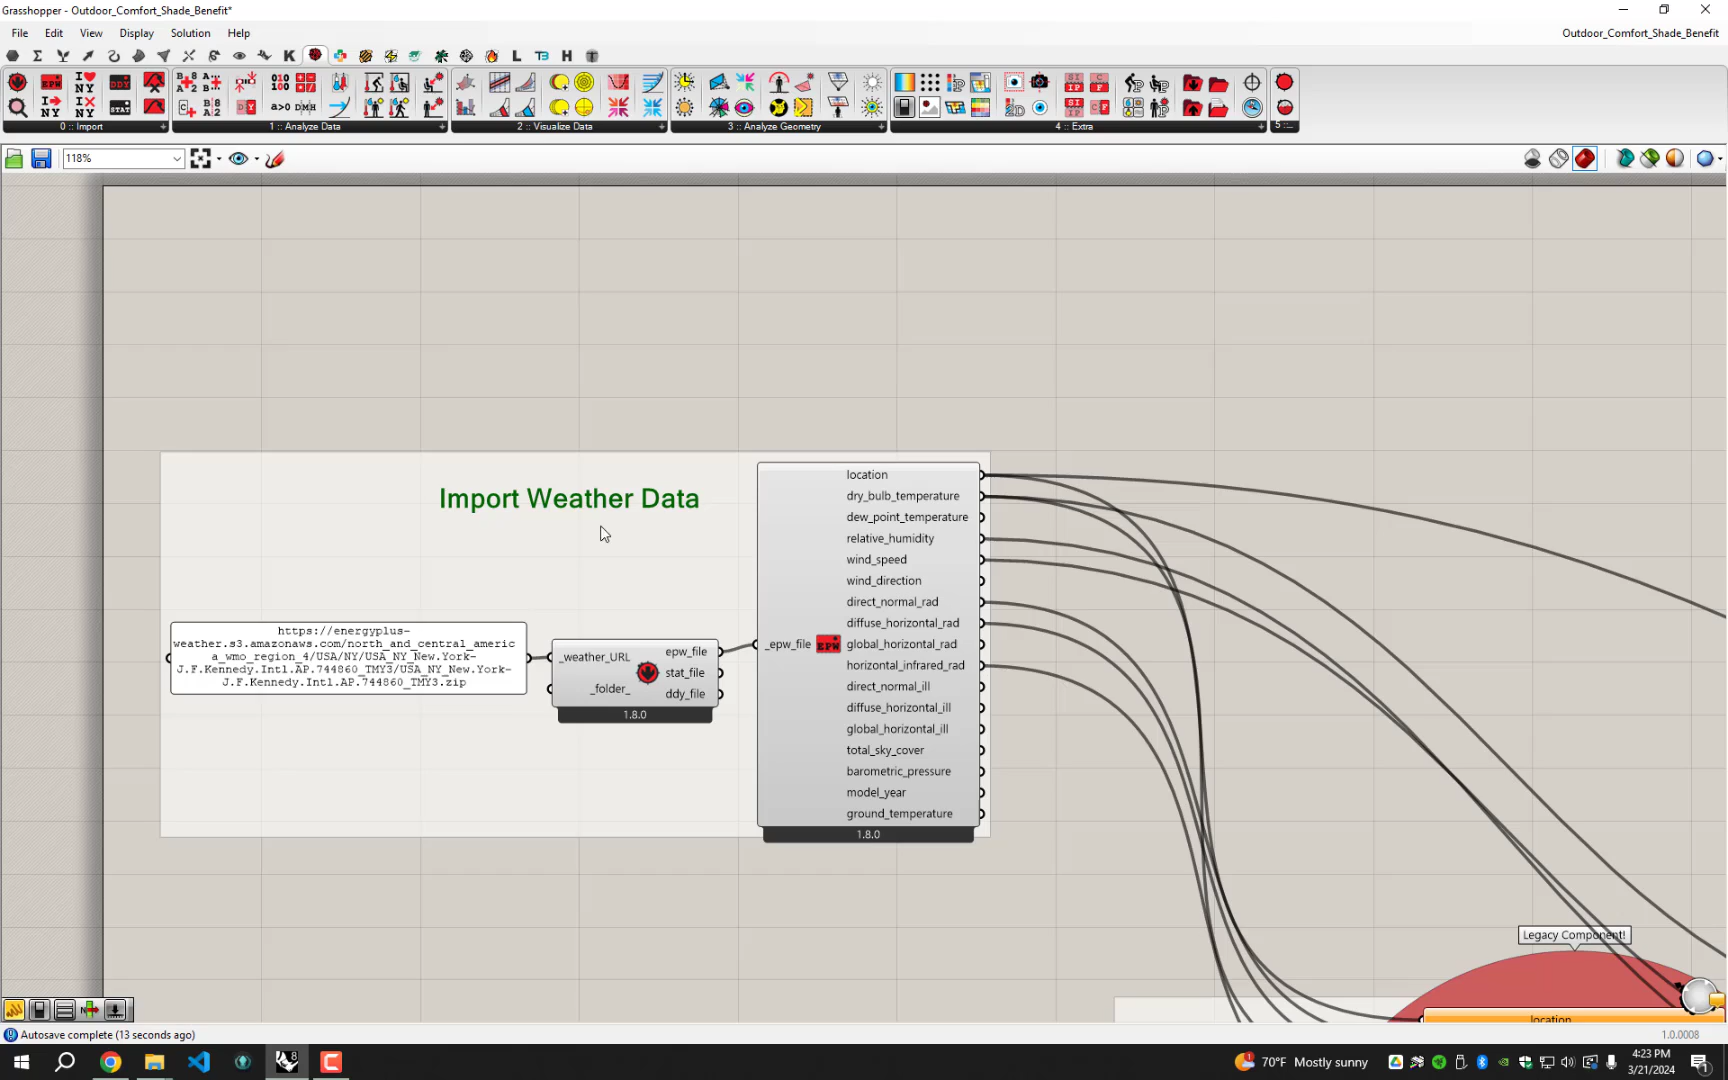 Grasshopper - Outdoor_Comfort_Shade_Benefit*
File Edit View Display Solution Help
Outdoor_Comfort_Shade_Benefit*
0 :: Import
1 :: Analyze Data
2 :: Visualize Data
3 :: Analyze Geometry
4 :: Extra
5 ::...
118%
Import Weather Data
https://energyplus-
weather.s3.amazonaws.com/north_and_central_americ
a_wmo_region_4/USA/NY/USA_NY_New.York-
J.F.Kennedy.Intl.AP.744860_TMY3/USA_NY_New.York-
J.F.Kennedy.Intl.AP.744860_TMY3.zip
_weather_URL
_folder_
epw_file
stat_file
ddy_file
1.8.0
_epw_file
EPW
location
dry_bulb_temperature
dew_point_temperature
relative_humidity
wind_speed
wind_direction
direct_normal_rad
diffuse_horizontal_rad
global_horizontal_rad
horizontal_infrared_rad
direct_normal_ill
diffuse_horizontal_ill
global_horizontal_ill
total_sky_cover
barometric_pressure
model_year
ground_temperature
1.8.0
Legacy Component!
location
Autosave complete (13 seconds ago)
1.0.0008
70°F Mostly sunny
4:23 PM
3/21/2024